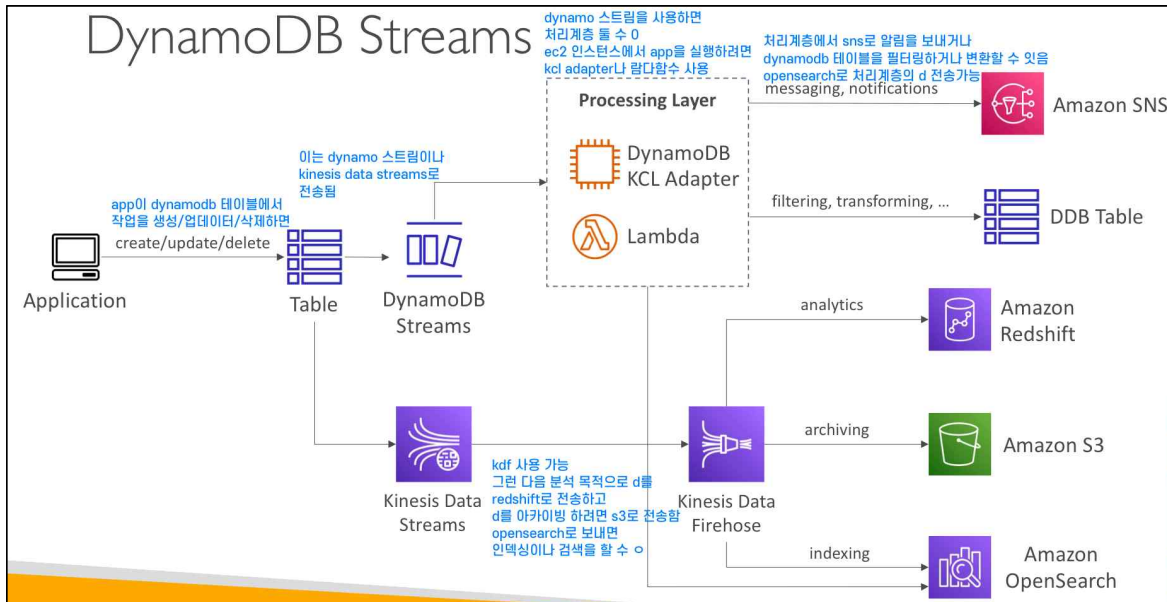 DynamoDB Streams
dynamo 스트림을 사용하면
처리계층 둘 수 0
ec2 인스턴스에서 app을 실행하려면
kcl adapter나 람다할수 사용
처리계층에서 sns로 알림을 보내거나
dynamodb 테이블을 필터링하거나 변환할 수 잇음
opensearch로 처리계층의 d 전송가능
messaging, notifications
Amazon SNS
Processing Layer
DynamoDB
KCL Adapter
Lambda
filtering, transforming, ...
DDB Table
이는 dynamo 스트림이나
kinesis data streams로
전송됨
app이 dynamodb 테이블에서
작업을 생성/업데이터/삭제하면
create/update/delete
Application
Table
DynamoDB
Streams
analytics
Amazon
Redshift
Kinesis Data
Streams
kdf 사용 가능
그런 다음 분석 목적으로 d를
redshift로 전송하고
d를 아카이빙 하려면 s3로 전송함
opensearch로 보내면
인덱싱이나 검색을 할 수 ㅇ
Kinesis Data
Firehose
archiving
Amazon S3
indexing
Amazon
OpenSearch